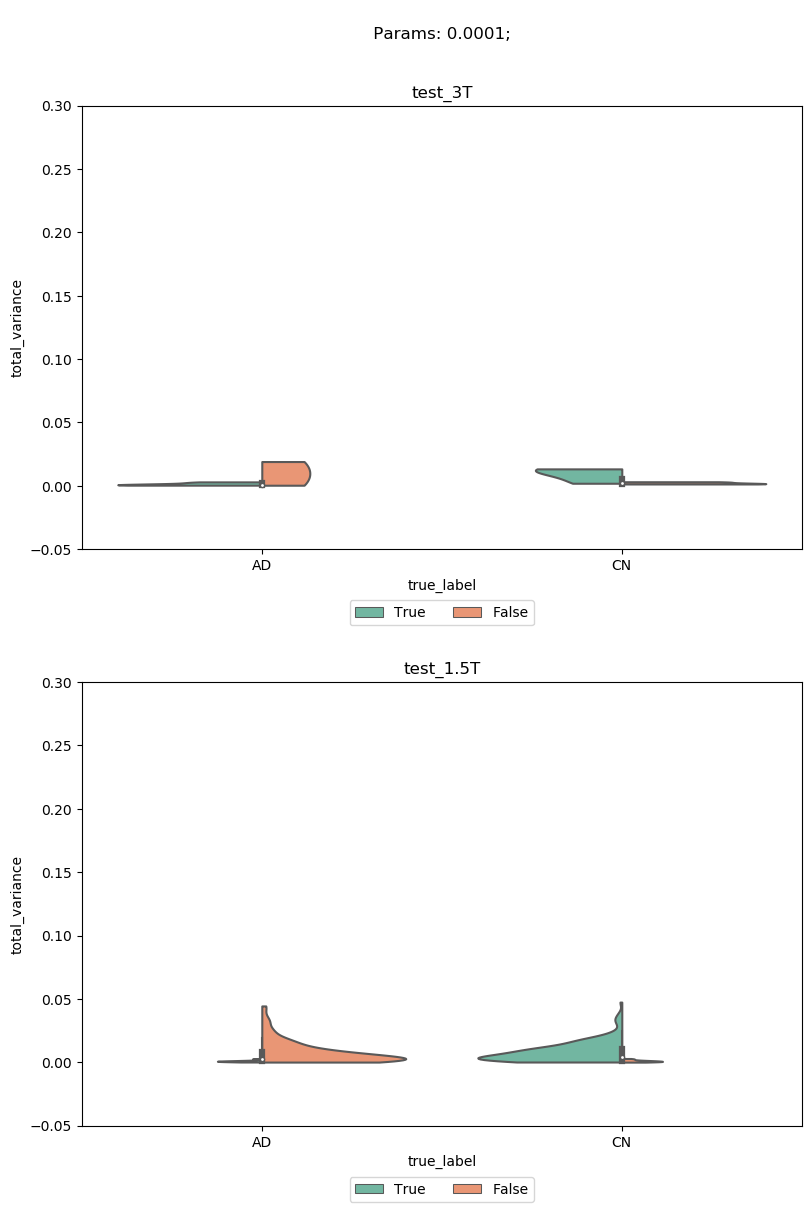 Params: 0.0001;
test_3T
0.30
0.25
0.20
0.15
0.10
0.05
0.00
−0.05
total_variance
AD CN
true_label
True False
test_1.5T
0.30
0.25
0.20
0.15
0.10
0.05
0.00
−0.05
total_variance
AD CN
true_label
True False